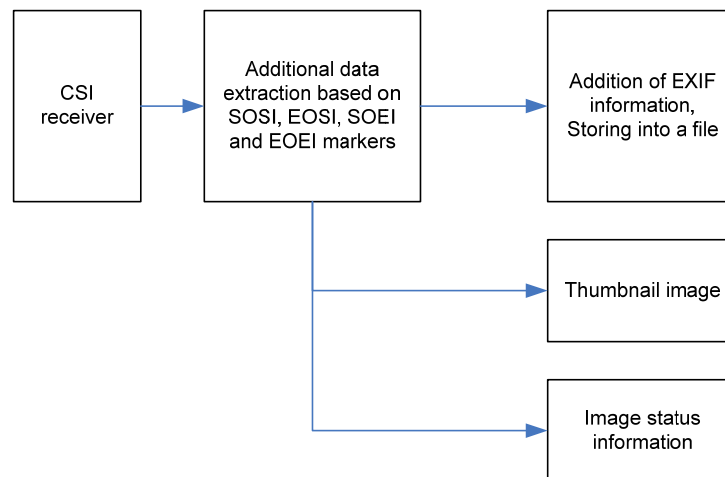 CSI
receiver
Additional data
extraction based on
SOSI, EOSI, SOEI
and EOEI markers
Addition of EXIF
information,
Storing into a file
Thumbnail image
Image status
information